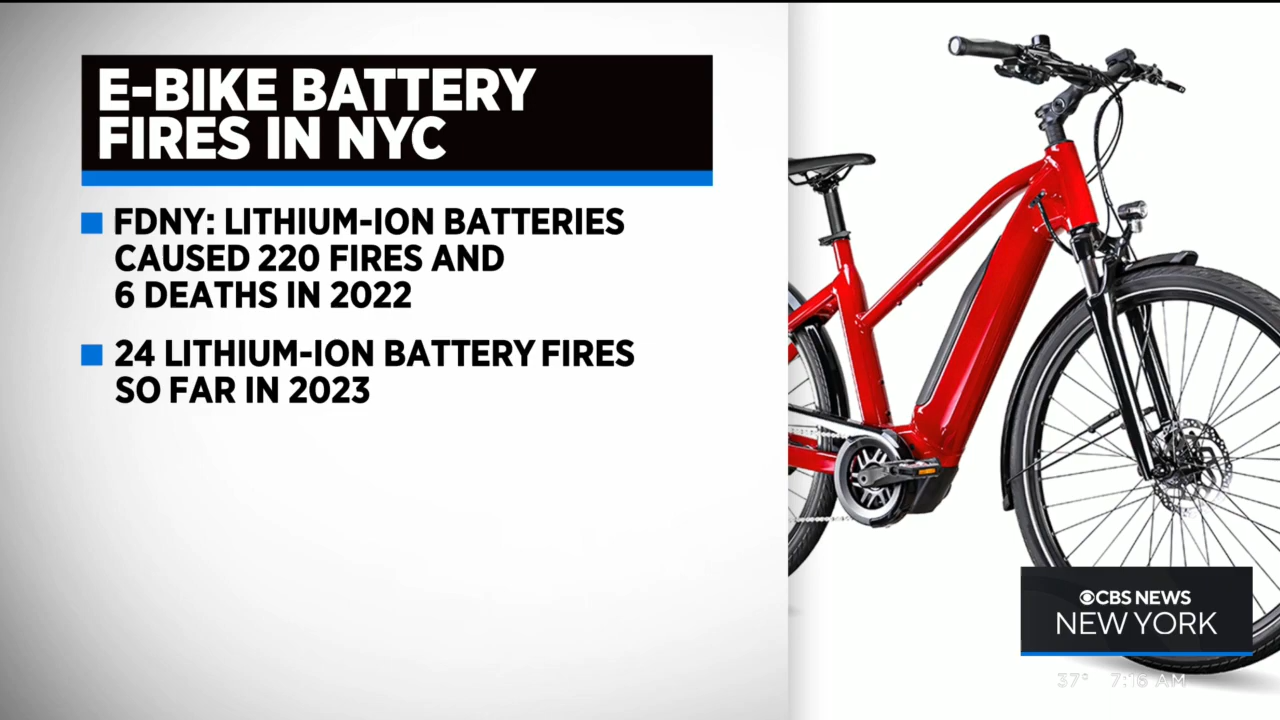 E-BIKE BATTERY
FIRES IN NYC
FDNY: LITHIUM-ION BATTERIES
CAUSED 220 FIRES AND
6 DEATHS IN 2022
24 LITHIUM-ION BATTERY FIRES
SO FAR IN 2023
CBS NEWS
NEW YORK
37° 7:16 AM